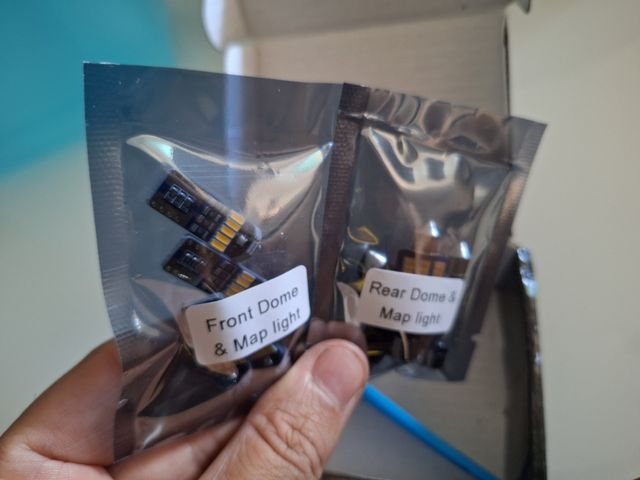 Front Dome
& Map light
Rear Dome &
Map light